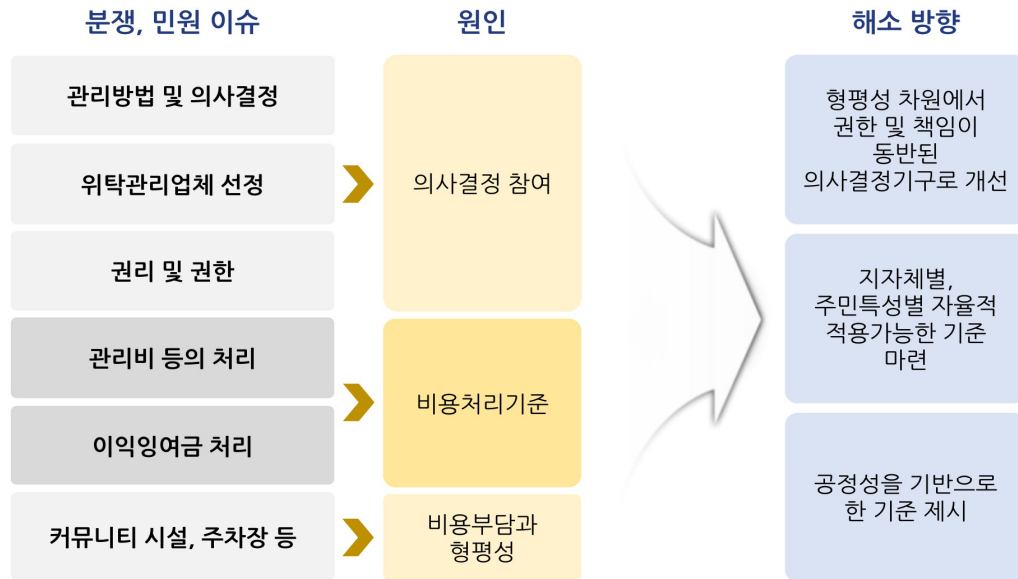 분쟁, 민원 이슈
원인
해소 방향
관리방법 및 의사결정
위탁관리업체 선정
권리 및 권한
관리비 등의 처리
이익잉여금 처리
커뮤니티 시설, 주차장 등
의사결정 참여
비용처리기준
비용부담과
형평성
형평성 차원에서
권한 및 책임이
동반된
의사결정기구로 개선
지자체별,
주민특성별 자율적
적용가능한 기준
마련
공정성을 기반으로
한 기준 제시